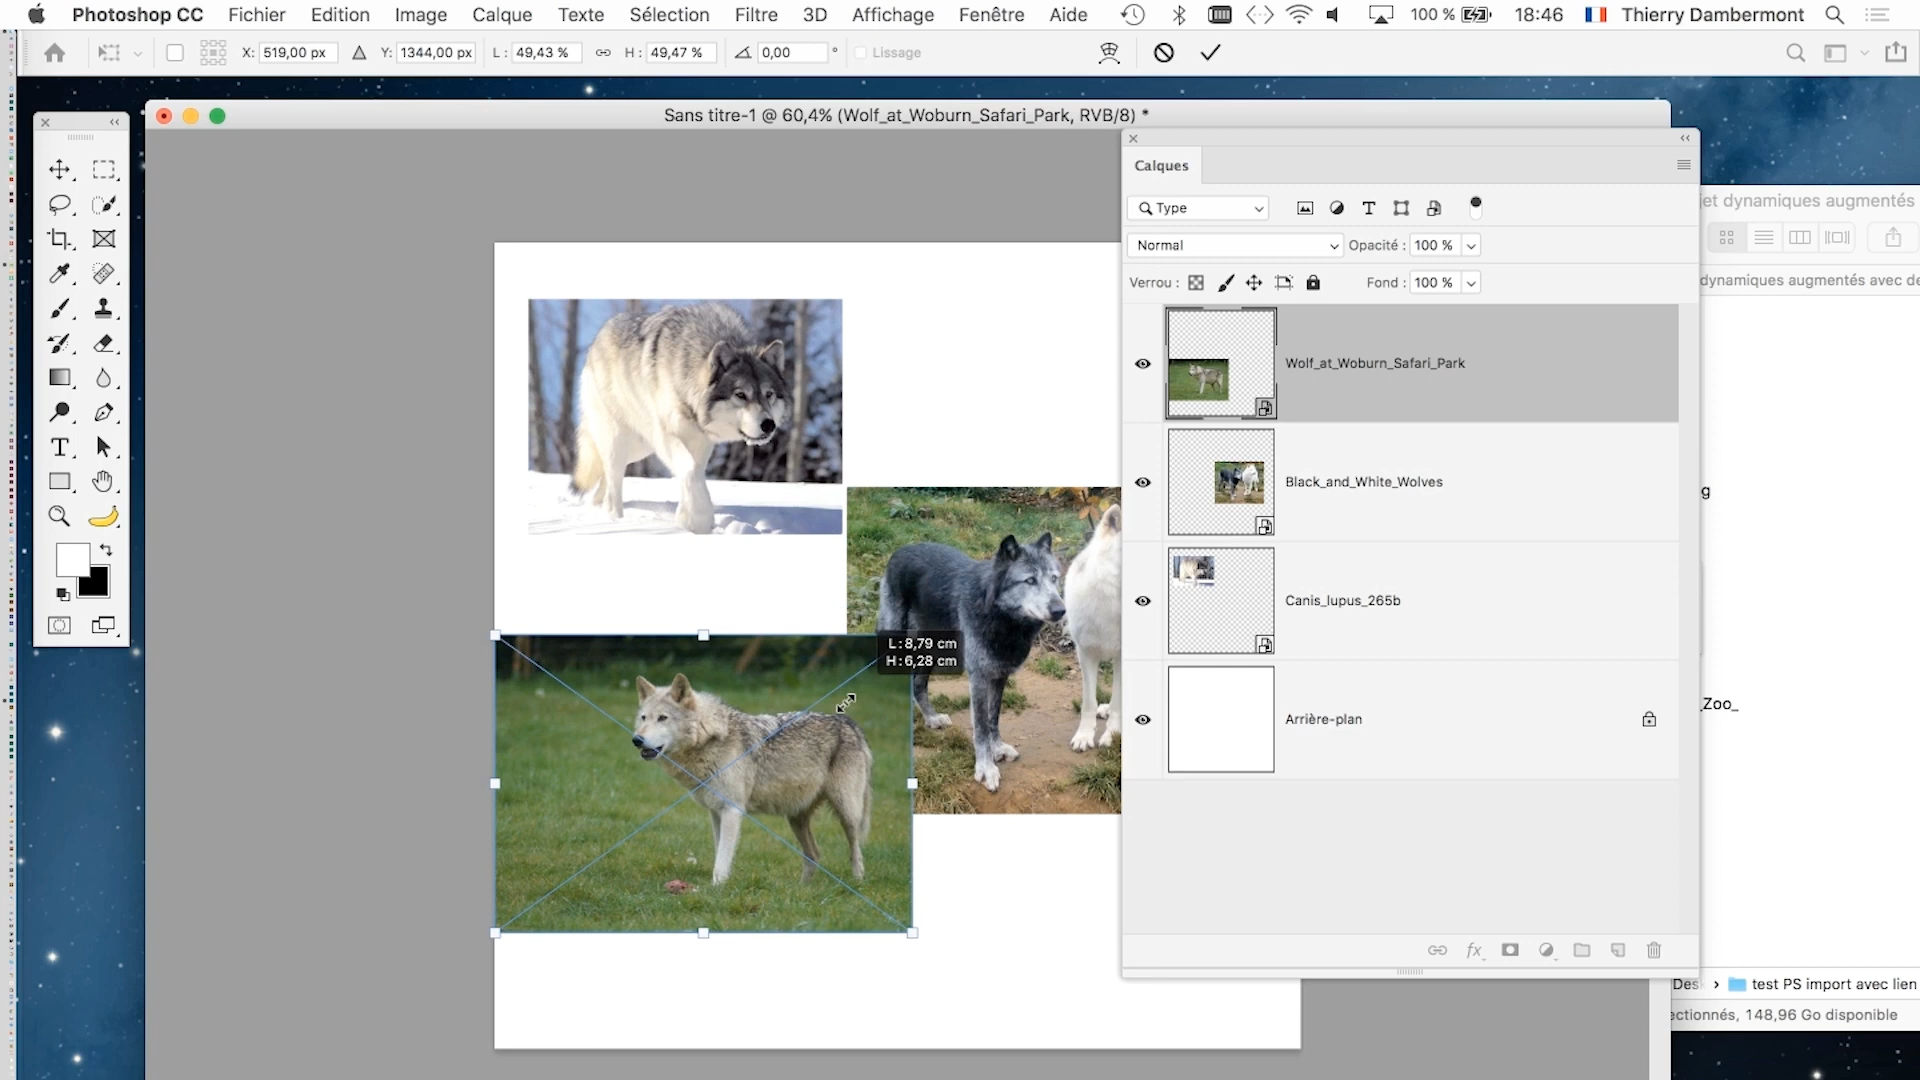 Photoshop CC Fichier Edition Image Calque Texte Sélection Filtre 3D Affichage Fenêtre Aide 100 % 18:46 Thierry Dambermont
X: 519,00 px Y: 1344,00 px L : 49,43 % H : 49,47 % 0,00 ° Lissage
Sans titre-1 @ 60,4% (Wolf_at_Woburn_Safari_Park, RVB/8) *
Calques
Type
Normal Opacité : 100 %
Verrou : Fond : 100 %
Wolf_at_Woburn_Safari_Park
Black_and_White_Wolves
Canis_lupus_265b
Arrière-plan
fx
L : 8,79 cm
H : 6,28 cm
T
jet dynamiques augmentés
dynamiques augmentés avec de
g
_Zoo_
Des › test PS import avec lien
ectionnés, 148,96 Go disponible